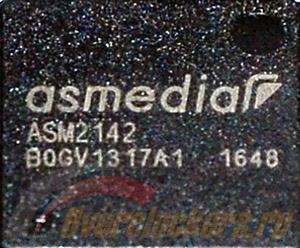 asmedia
ASM2142
B0GV1317A1 1648
Overclockers.ru